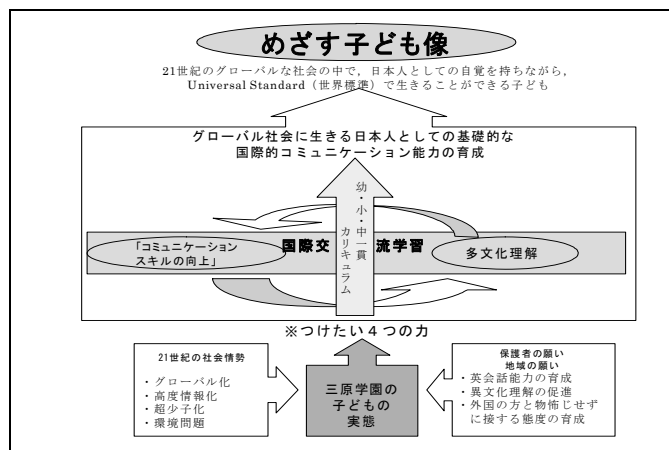 めざす子ども像
21世紀のグローバルな社会の中で，日本人としての自覚を持ちながら，
Universal Standard（世界標準）で生きることができる子ども
グローバル社会に生きる日本人としての基礎的な
国際的コミュニケーション能力の育成
幼・小・中一貫
カリキュラム
「コミュニケーション
スキルの向上」
国際交流学習
多文化理解
※つけたい４つの力
21世紀の社会情勢
・グローバル化
・高度情報化
・超少子化
・環境問題
三原学園の
子どもの
実態
保護者の願い
地域の願い
・英会話能力の育成
・異文化理解の促進
・外国の方と物怖じせず
に接する態度の育成